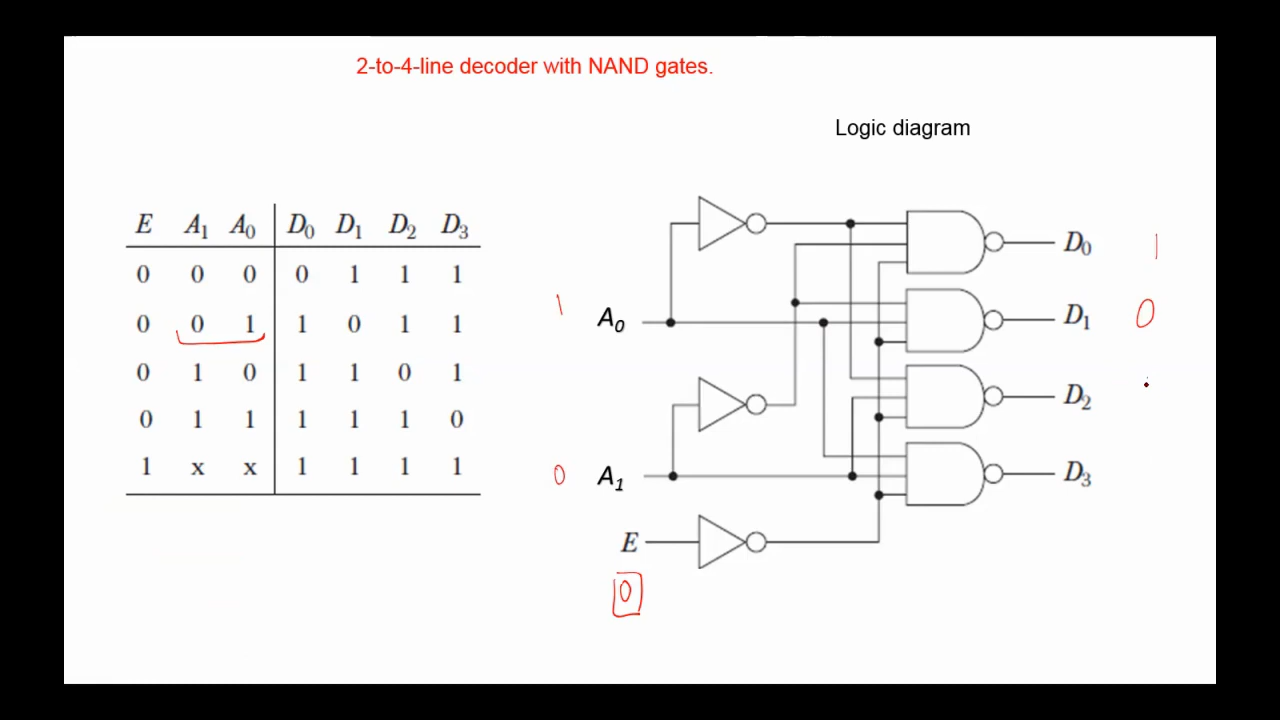 2-to-4-line decoder with NAND gates.
Logic diagram
E A₁ A₀ D₀ D₁ D₂ D₃
0 0 0 0 1 1 1
0 0 1 1 0 1 1
0 1 0 1 1 0 1
0 1 1 1 1 1 0
1 x x 1 1 1 1
D₀ 1
1 A₀ D₁ 0
D₂
0 A₁ D₃
E
0